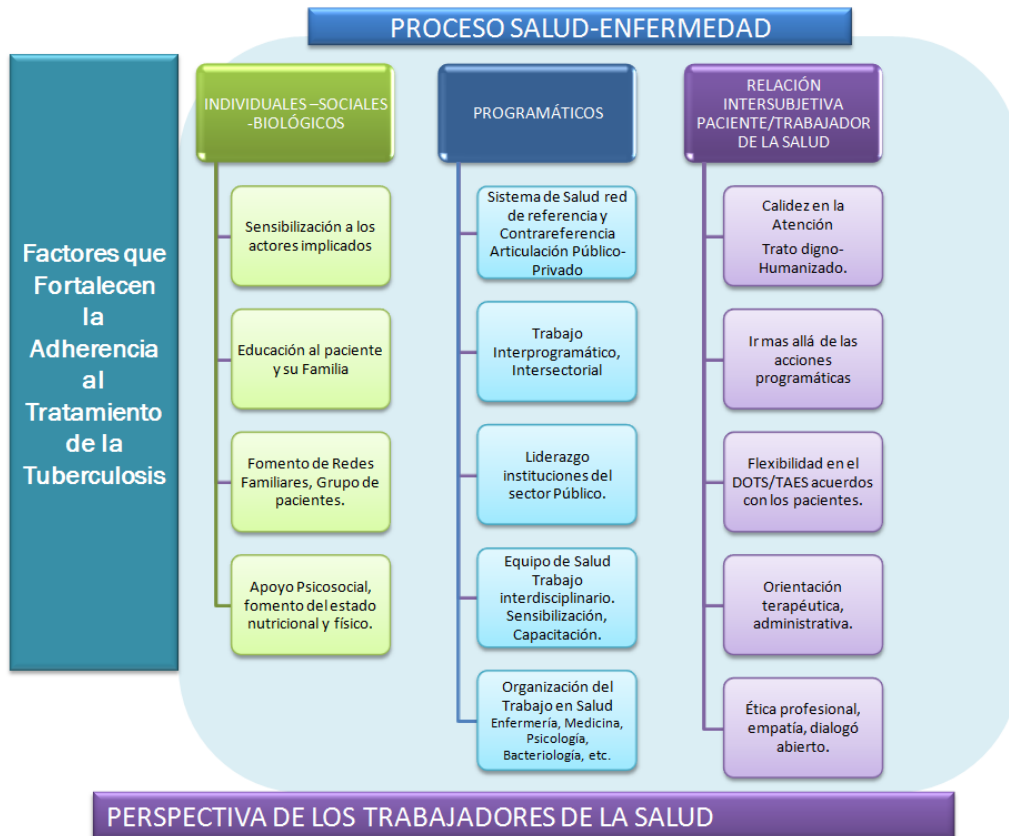 PROCESO SALUD-ENFERMEDAD
Factores que
Fortalecen
la
Adherencia
al
Tratamiento
de la
Tuberculosis
INDIVIDUALES –SOCIALES
-BIOLÓGICOS
Sensibilización a los
actores implicados
Educación al paciente
y su Familia
Fomento de Redes
Familiares, Grupo de
pacientes.
Apoyo Psicosocial,
fomento del estado
nutricional y físico.
PROGRAMÁTICOS
Sistema de Salud red
de referencia y
Contrareferencia
Articulación Público-
Privado
Trabajo
Interprogramático,
Intersectorial
Liderazgo
instituciones del
sector Público.
Equipo de Salud
Trabajo
interdisciplinario.
Sensibilización,
Capacitación.
Organización del
Trabajo en Salud
Enfermería, Medicina,
Psicología,
Bacteriología, etc.
RELACIÓN
INTERSUBJETIVA
PACIENTE/TRABAJADOR
DE LA SALUD
Calidez en la
Atención
Trato digno-
Humanizado.
Ir mas allá de las
acciones
programáticas
Flexibilidad en el
DOTS/TAES acuerdos
con los pacientes.
Orientación
terapéutica,
administrativa.
Ética profesional,
empatía, dialogó
abierto.
PERSPECTIVA DE LOS TRABAJADORES DE LA SALUD